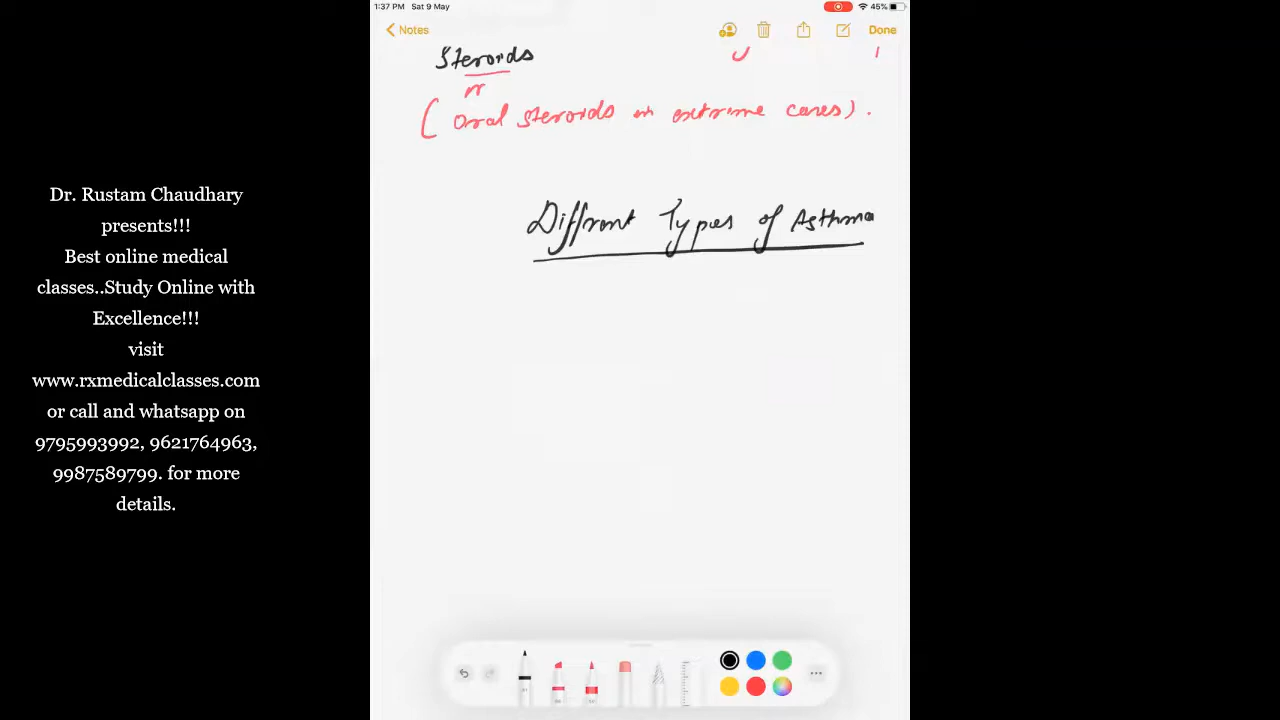 1:37 PM Sat 9 May
45%
Notes
Done
Steroids
(oral steroids in extrime cases).
Diffrent Types of Asthma
Dr. Rustam Chaudhary
presents!!!
Best online medical
classes..Study Online with
Excellence!!!
visit
www.rxmedicalclasses.com
or call and whatsapp on
9795993992, 9621764963,
9987589799. for more
details.